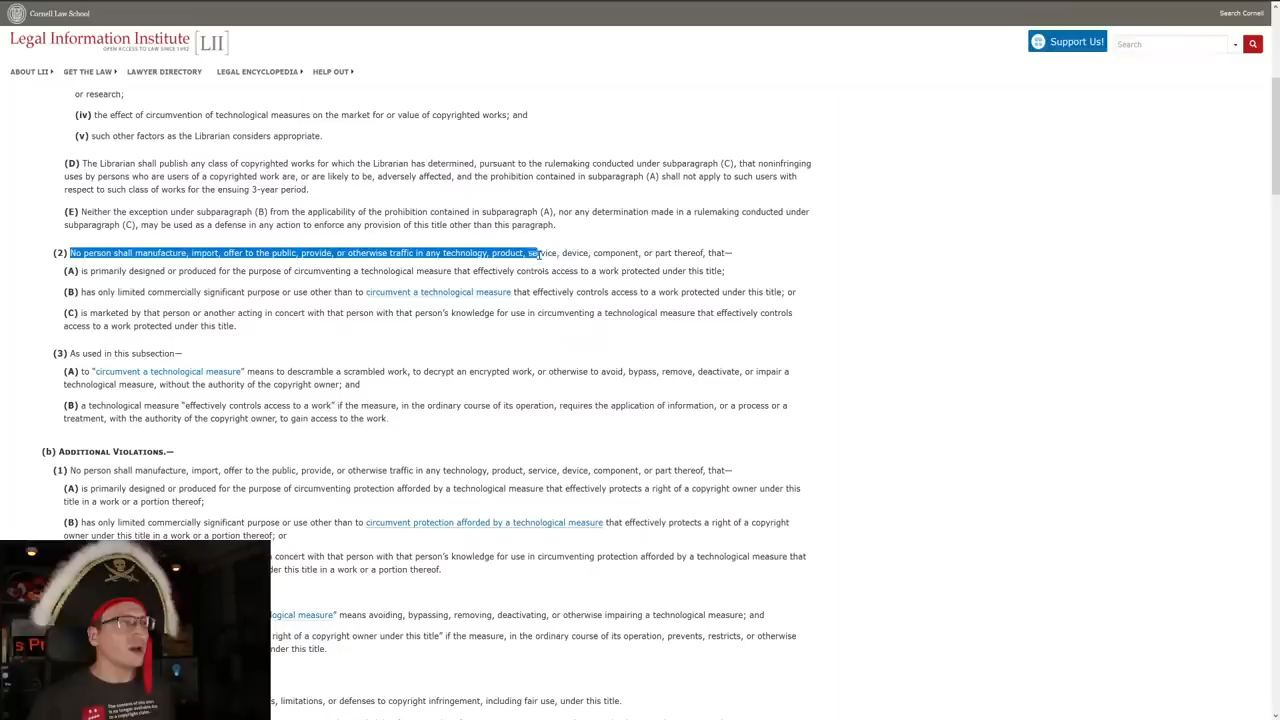 Cornell Law School
Search Cornell
Legal Information Institute [LII]
OPEN ACCESS TO LAW SINCE 1992
Support Us!
Search
ABOUT LII
GET THE LAW
LAWYER DIRECTORY
LEGAL ENCYCLOPEDIA
HELP OUT
or research;
(iv) the effect of circumvention of technological measures on the market for or value of copyrighted works; and
(v) such other factors as the Librarian considers appropriate.
(D) The Librarian shall publish any class of copyrighted works for which the Librarian has determined, pursuant to the rulemaking conducted under subparagraph (C), that noninfringing
uses by persons who are users of a copyrighted work are, or are likely to be, adversely affected, and the prohibition contained in subparagraph (A) shall not apply to such users with
respect to such class of works for the ensuing 3-year period.
(E) Neither the exception under subparagraph (B) from the applicability of the prohibition contained in subparagraph (A), nor any determination made in a rulemaking conducted under
subparagraph (C), may be used as a defense in any action to enforce any provision of this title other than this paragraph.
(2) No person shall manufacture, import, offer to the public, provide, or otherwise traffic in any technology, product, service, device, component, or part thereof, that—
(A) is primarily designed or produced for the purpose of circumventing a technological measure that effectively controls access to a work protected under this title;
(B) has only limited commercially significant purpose or use other than to circumvent a technological measure that effectively controls access to a work protected under this title; or
(C) is marketed by that person or another acting in concert with that person with that person’s knowledge for use in circumventing a technological measure that effectively controls
access to a work protected under this title.
(3) As used in this subsection—
(A) to “circumvent a technological measure” means to descramble a scrambled work, to decrypt an encrypted work, or otherwise to avoid, bypass, remove, deactivate, or impair a
technological measure, without the authority of the copyright owner; and
(B) a technological measure “effectively controls access to a work” if the measure, in the ordinary course of its operation, requires the application of information, or a process or a
treatment, with the authority of the copyright owner, to gain access to the work.
(b) ADDITIONAL VIOLATIONS.—
(1) No person shall manufacture, import, offer to the public, provide, or otherwise traffic in any technology, product, service, device, component, or part thereof, that—
(A) is primarily designed or produced for the purpose of circumventing protection afforded by a technological measure that effectively protects a right of a copyright owner under this
title in a work or a portion thereof;
(B) has only limited commercially significant purpose or use other than to circumvent protection afforded by a technological measure that effectively protects a right of a copyright
owner under this title in a work or a portion thereof; or
concert with that person with that person’s knowledge for use in circumventing protection afforded by a technological measure that
under this title in a work or a portion thereof.
logical measure” means avoiding, bypassing, removing, deactivating, or otherwise impairing a technological measure; and
right of a copyright owner under this title” if the measure, in the ordinary course of its operation, prevents, restricts, or otherwise
under this title.
s, limitations, or defenses to copyright infringement, including fair use, under this title.